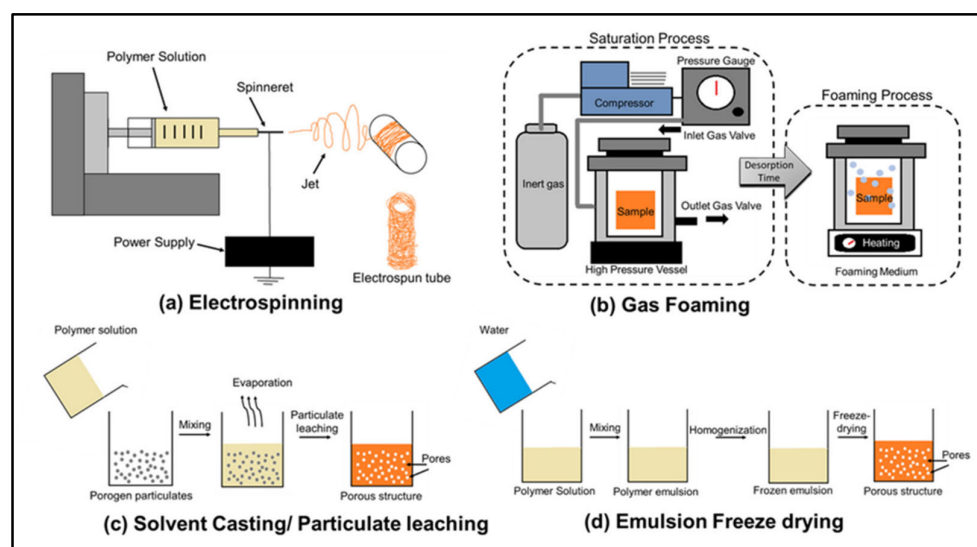 Polymer Solution
Spinneret
Jet
Power Supply
Electrospun tube
(a) Electrospinning
Saturation Process
Pressure Gauge
Compressor
Inlet Gas Valve
Inert gas
Sample
Outlet Gas Valve
High Pressure Vessel
Desorption
Time
Foaming Process
Sample
Heating
Foaming Medium
(b) Gas Foaming
Polymer solution
Mixing
Evaporation
Particulate
leaching
Pores
Porogen particulates
Porous structure
(c) Solvent Casting/ Particulate leaching
Water
Mixing
Homogenization
Freeze-
drying
Pores
Polymer Solution
Polymer emulsion
Frozen emulsion
Porous structure
(d) Emulsion Freeze drying